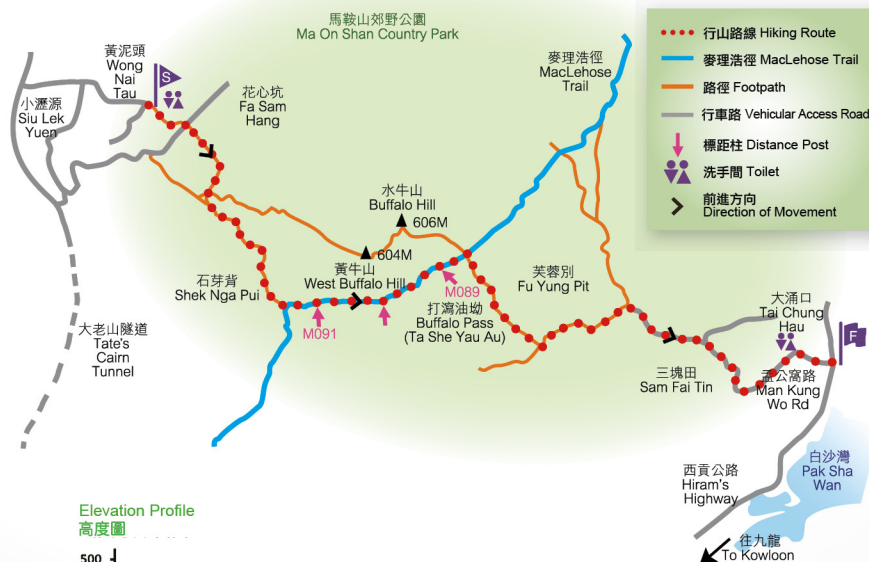 馬鞍山郊野公園
Ma On Shan Country Park
黃泥頭
Wong
Nai
Tau
S
小瀝源
Siu Lek
Yuen
花心坑
Fa Sam
Hang
麥理浩徑
MacLehose
Trail
行山路線 Hiking Route
麥理浩徑 MacLehose Trail
路徑 Footpath
行車路 Vehicular Access Road
標距柱 Distance Post
洗手間 Toilet
前進方向
Direction of Movement
水牛山
Buffalo Hill
606M
604M
黃牛山
West Buffalo Hill
石芽背
Shek Nga Pui
M091
M089
打瀉油坳
Buffalo Pass
(Ta She Yau Au)
芙蓉別
Fu Yung Pit
大老山隧道
Tate's
Cairn
Tunnel
大涌口
Tai Chung
Hau
F
三塊田
Sam Fai Tin
孟公窩路
Man Kung
Wo Rd
西貢公路
Hiram's
Highway
白沙灣
Pak Sha
Wan
往九龍
To Kowloon
Elevation Profile
高度圖
500